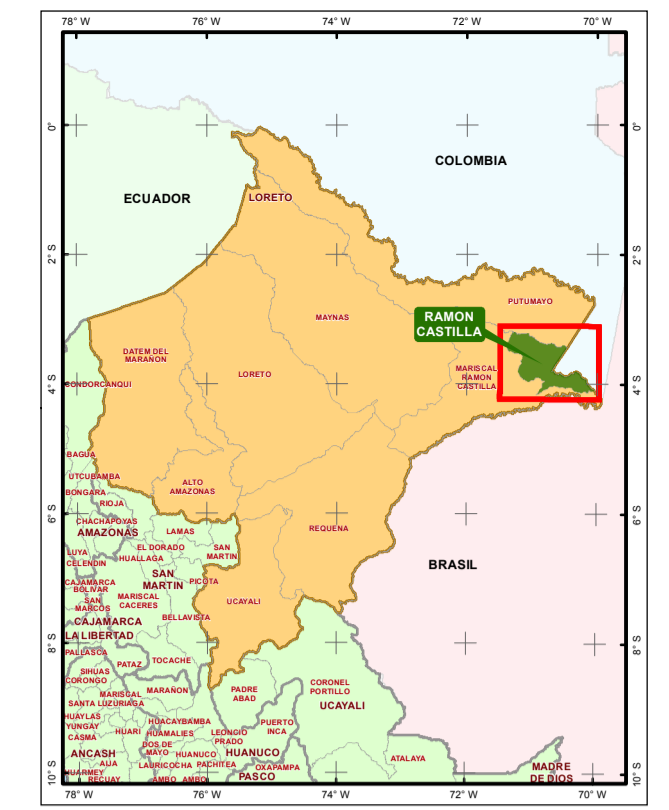 78° W 76° W 74° W 72° W 70° W
0° 0°
COLOMBIA
ECUADOR
LORETO
2° S 2° S
PUTUMAYO
MAYNAS
RAMON
CASTILLA
DATEM DEL
MARAÑON
LORETO
MARISCAL
RAMON
CASTILLA
CONDORCANQUI
4° S 4° S
BAGUA
UTCUBAMBA
BONGARA
RIOJA
ALTO
AMAZONAS
6° S 6° S
CHACHAPOYAS
AMAZONAS
LAMAS
REQUENA
LUYA
CELENDIN
EL DORADO
HUALLAGA
SAN
MARTIN
BRASIL
SAN
MARTIN
PICOTA
CAJAMARCA
BOLIVAR
SAN
MARCOS
MARISCAL
CACERES
UCAYALI
CAJAMARCA
BELLAVISTA
LA LIBERTAD
8° S 8° S
PALLASCA
PATAZ
TOCACHE
SIHUAS
CORONGO
MARISCAL
LUZURIAGA
MARAÑON
PADRE
ABAD
CORONEL
PORTILLO
UCAYALI
SANTA
HUAYLAS
YUNGAY
CASMA
HUARI
HUACAYBAMBA
HUAMALIES
LEONCIO
PRADO
PUERTO
INCA
DOS DE
MAYO
HUANUCO
HUANUCO
ANCASH
AIJA
LAURICOCHA
PACHITEA
OXAPAMPA
ATALAYA
MADRE
DE DIOS
HUARMEY
RECUAY
AMBO
AMBO
PASCO
10° S 10° S
78° W 76° W 74° W 72° W 70° W